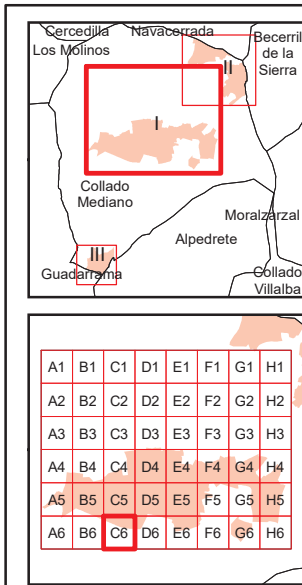 Cercedilla Navacerrada Becerril
Los Molinos de la
II Sierra
I
Collado
Mediano
Moralzarzal
Alpedrete
III
Guadarrama Collado
Villalba
A1 B1 C1 D1 E1 F1 G1 H1
A2 B2 C2 D2 E2 F2 G2 H2
A3 B3 C3 D3 E3 F3 G3 H3
A4 B4 C4 D4 E4 F4 G4 H4
A5 B5 C5 D5 E5 F5 G5 H5
A6 B6 C6 D6 E6 F6 G6 H6